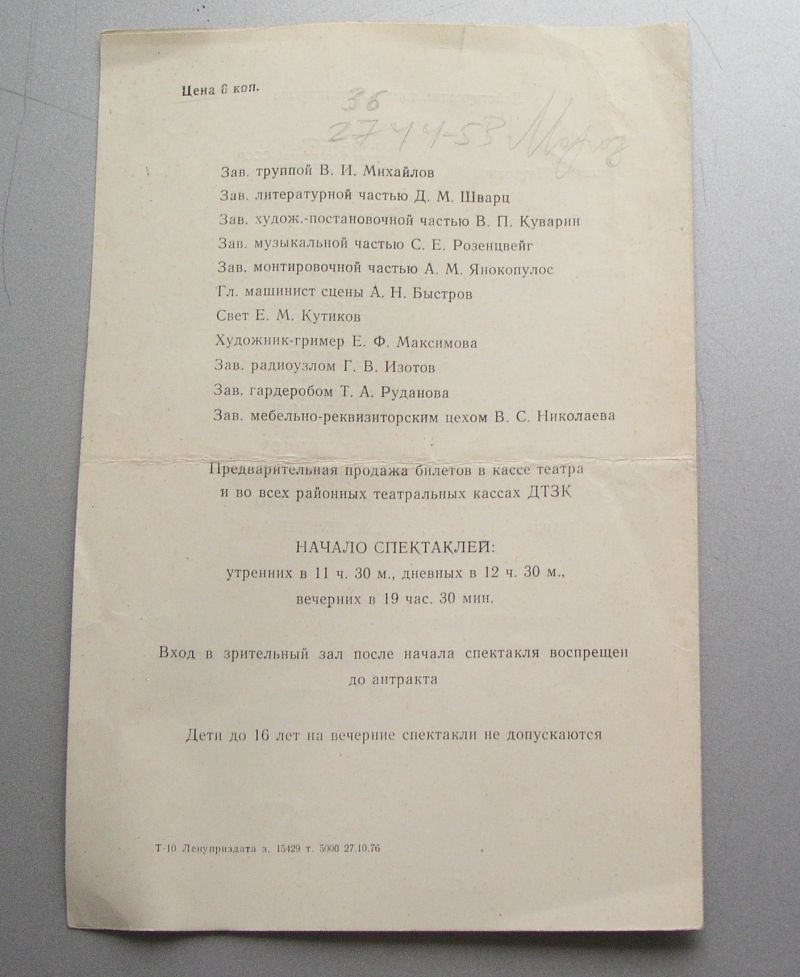 Цена 6 коп.
36
2744-53 Мороз
Зав. труппой В. И. Михайлов
Зав. литературной частью Д. М. Шварц
Зав. худож.-постановочной частью В. П. Куварин
Зав. музыкальной частью С. Е. Розенцвейг
Зав. монтировочной частью А. М. Янокопулос
Гл. машинист сцены А. Н. Быстров
Свет Е. М. Кутиков
Художник-гример Е. Ф. Максимова
Зав. радиоузлом Г. В. Изотов
Зав. гардеробом Т. А. Руданова
Зав. мебельно-реквизиторским цехом В. С. Николаева
Предварительная продажа билетов в кассе театра
и во всех районных театральных кассах ДТЗК
НАЧАЛО СПЕКТАКЛЕЙ:
утренних в 11 ч. 30 м., дневных в 12 ч. 30 м.,
вечерних в 19 час. 30 мин.
Вход в зрительный зал после начала спектакля воспрещен
до антракта
Дети до 16 лет на вечерние спектакли не допускаются
Т-10 Ленуприздата з. 15429 т. 5000 27.10.76